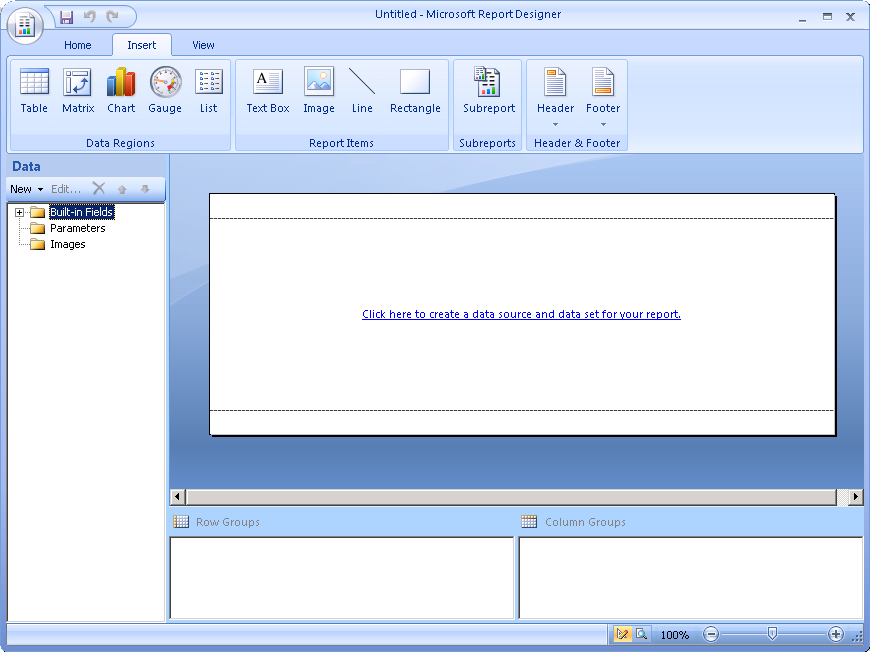 Untitled - Microsoft Report Designer
Home Insert View
Table Matrix Chart Gauge List Text Box Image Line Rectangle Subreport Header Footer
Data Regions Report Items Subreports Header & Footer
Data
New Edit...
Built-in Fields
Parameters
Images
Click here to create a data source and data set for your report.
Row Groups Column Groups
100%